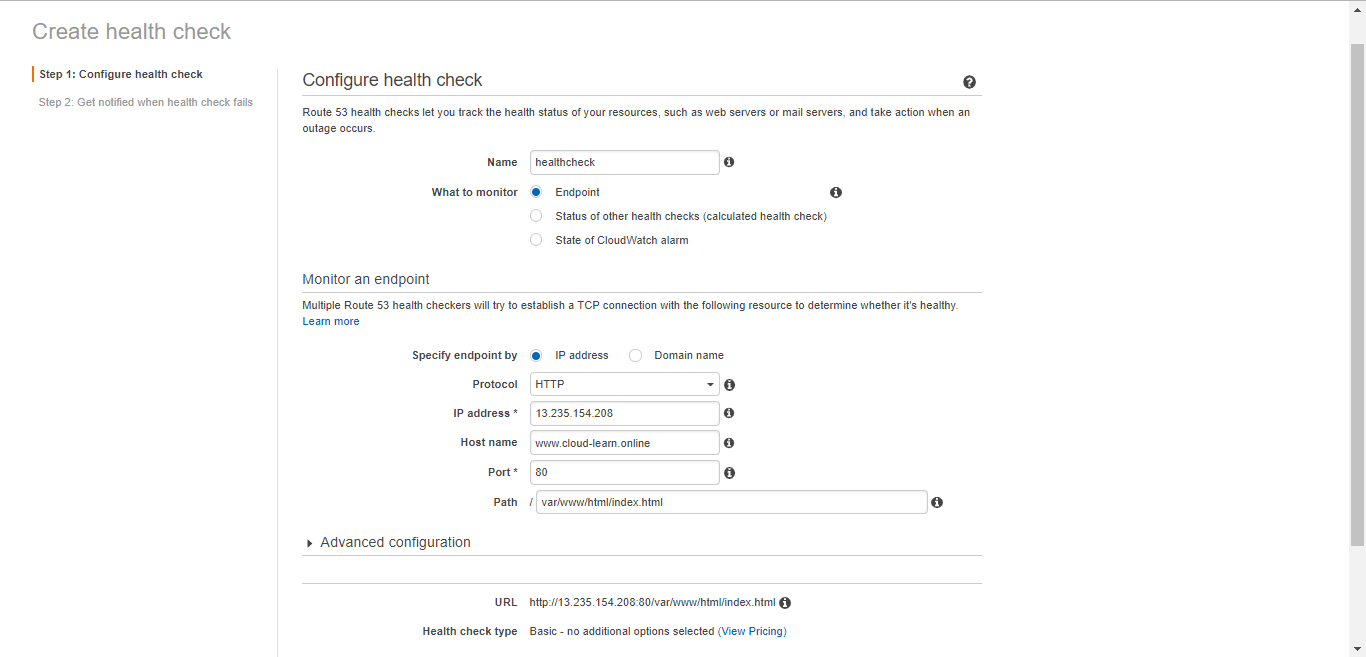 Create health check
Step 1: Configure health check
Step 2: Get notified when health check fails
Configure health check
Route 53 health checks let you track the health status of your resources, such as web servers or mail servers, and take action when an
outage occurs.
Name healthcheck
What to monitor Endpoint
Status of other health checks (calculated health check)
State of CloudWatch alarm
Monitor an endpoint
Multiple Route 53 health checkers will try to establish a TCP connection with the following resource to determine whether it's healthy.
Learn more
Specify endpoint by IP address Domain name
Protocol HTTP
IP address * 13.235.154.208
Host name www.cloud-learn.online
Port * 80
Path / var/www/html/index.html
Advanced configuration
URL http://13.235.154.208:80/var/www/html/index.html
Health check type Basic - no additional options selected (View Pricing)